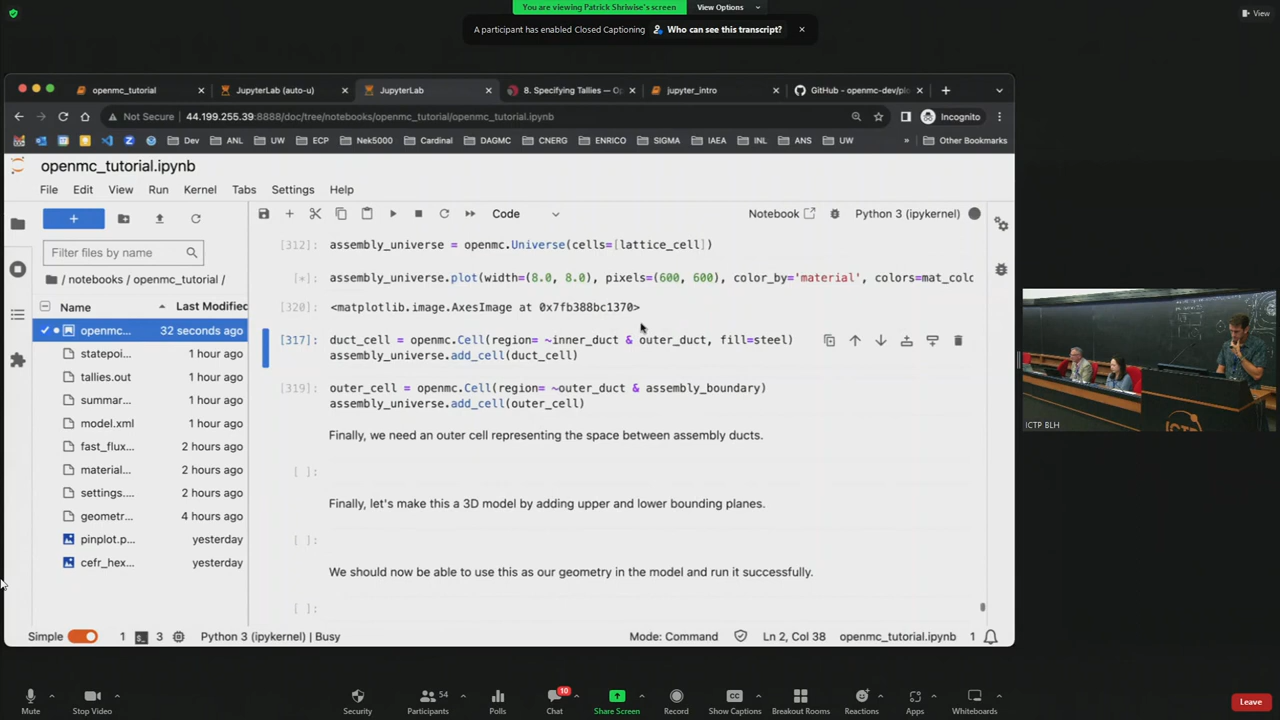 You are viewing Patrick Shriwise's screen
View Options
View
A participant has enabled Closed Captioning
Who can see this transcript?
openmc_tutorial
JupyterLab (auto-u)
JupyterLab
8. Specifying Tallies — O
jupyter_intro
GitHub - openmc-dev/plo
Not Secure 44.199.255.39:8888/doc/tree/notebooks/openmc_tutorial/openmc_tutorial.ipynb
Incognito
Dev ANL UW ECP Nek5000 Cardinal DAGMC CNERG ENRICO SIGMA IAEA INL ANS UW » Other Bookmarks
openmc_tutorial.ipynb
File Edit View Run Kernel Tabs Settings Help
Code
Notebook
Python 3 (ipykernel)
Filter files by name
/ notebooks / openmc_tutorial /
Name Last Modified
openmc... 32 seconds ago
statepoi... 1 hour ago
tallies.out 1 hour ago
summar... 1 hour ago
model.xml 1 hour ago
fast_flux... 2 hours ago
material... 2 hours ago
settings.... 2 hours ago
geometr... 4 hours ago
pinplot.p... yesterday
cefr_hex... yesterday
[312]: assembly_universe = openmc.Universe(cells=[lattice_cell])
[*]: assembly_universe.plot(width=(8.0, 8.0), pixels=(600, 600), color_by='material', colors=mat_colo
[320]: <matplotlib.image.AxesImage at 0x7fb388bc1370>
[317]: duct_cell = openmc.Cell(region= ~inner_duct & outer_duct, fill=steel)
assembly_universe.add_cell(duct_cell)
[319]: outer_cell = openmc.Cell(region= ~outer_duct & assembly_boundary)
assembly_universe.add_cell(outer_cell)
Finally, we need an outer cell representing the space between assembly ducts.
[ ]:
Finally, let's make this a 3D model by adding upper and lower bounding planes.
[ ]:
We should now be able to use this as our geometry in the model and run it successfully.
[ ]:
Simple 1 3 Python 3 (ipykernel) | Busy
Mode: Command Ln 2, Col 38 openmc_tutorial.ipynb 1
ICTP BLH
Mute
Stop Video
Security
Participants 54
Polls
Chat 10
Share Screen
Record
Show Captions
Breakout Rooms
Reactions
Apps
Whiteboards
Leave